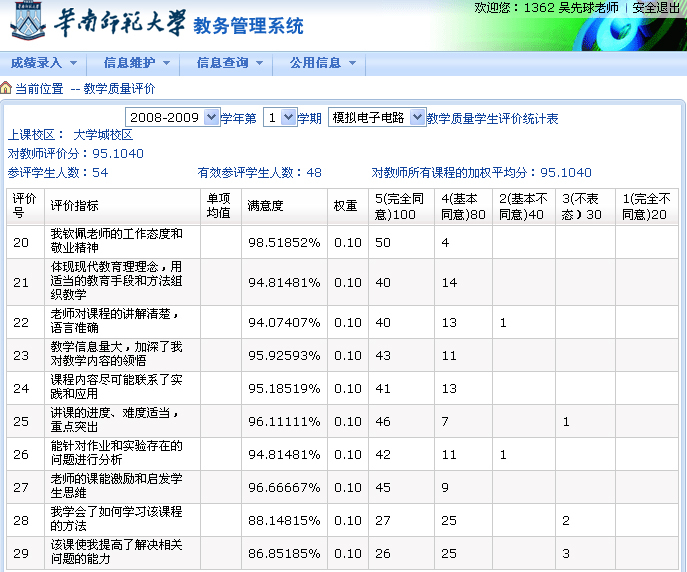 欢迎您：1362 吴先球老师 | 安全退出
华南师范大学 教务管理系统
成绩录入 信息维护 信息查询 公用信息
当前位置 -- 教学质量评价
2008-2009 学年第 1 学期 模拟电子电路 教学质量学生评价统计表
上课校区： 大学城校区
对教师评价分：95.1040
参评学生人数：54 有效参评学生人数：48 对教师所有课程的加权平均分：95.1040
评价号 评价指标 单项均值 满意度 权重 5(完全同意)100 4(基本同意)80 2(基本不同意)40 3(不表态）30 1(完全不同意)20
20 我钦佩老师的工作态度和敬业精神 98.51852% 0.10 50 4
21 体现现代教育理理念，用适当的教育手段和方法组织教学 94.81481% 0.10 40 14
22 老师对课程的讲解清楚，语言准确 94.07407% 0.10 40 13 1
23 教学信息量大，加深了我对教学内容的领悟 95.92593% 0.10 43 11
24 课程内容尽可能联系了实践和应用 95.18519% 0.10 41 13
25 讲课的进度、难度适当，重点突出 96.11111% 0.10 46 7 1
26 能针对作业和实验存在的问题进行分析 94.81481% 0.10 42 11 1
27 老师的课能激励和启发学生思维 96.66667% 0.10 45 9
28 我学会了如何学习该课程的方法 88.14815% 0.10 27 25 2
29 该课使我提高了解决相关问题的能力 86.85185% 0.10 26 25 3